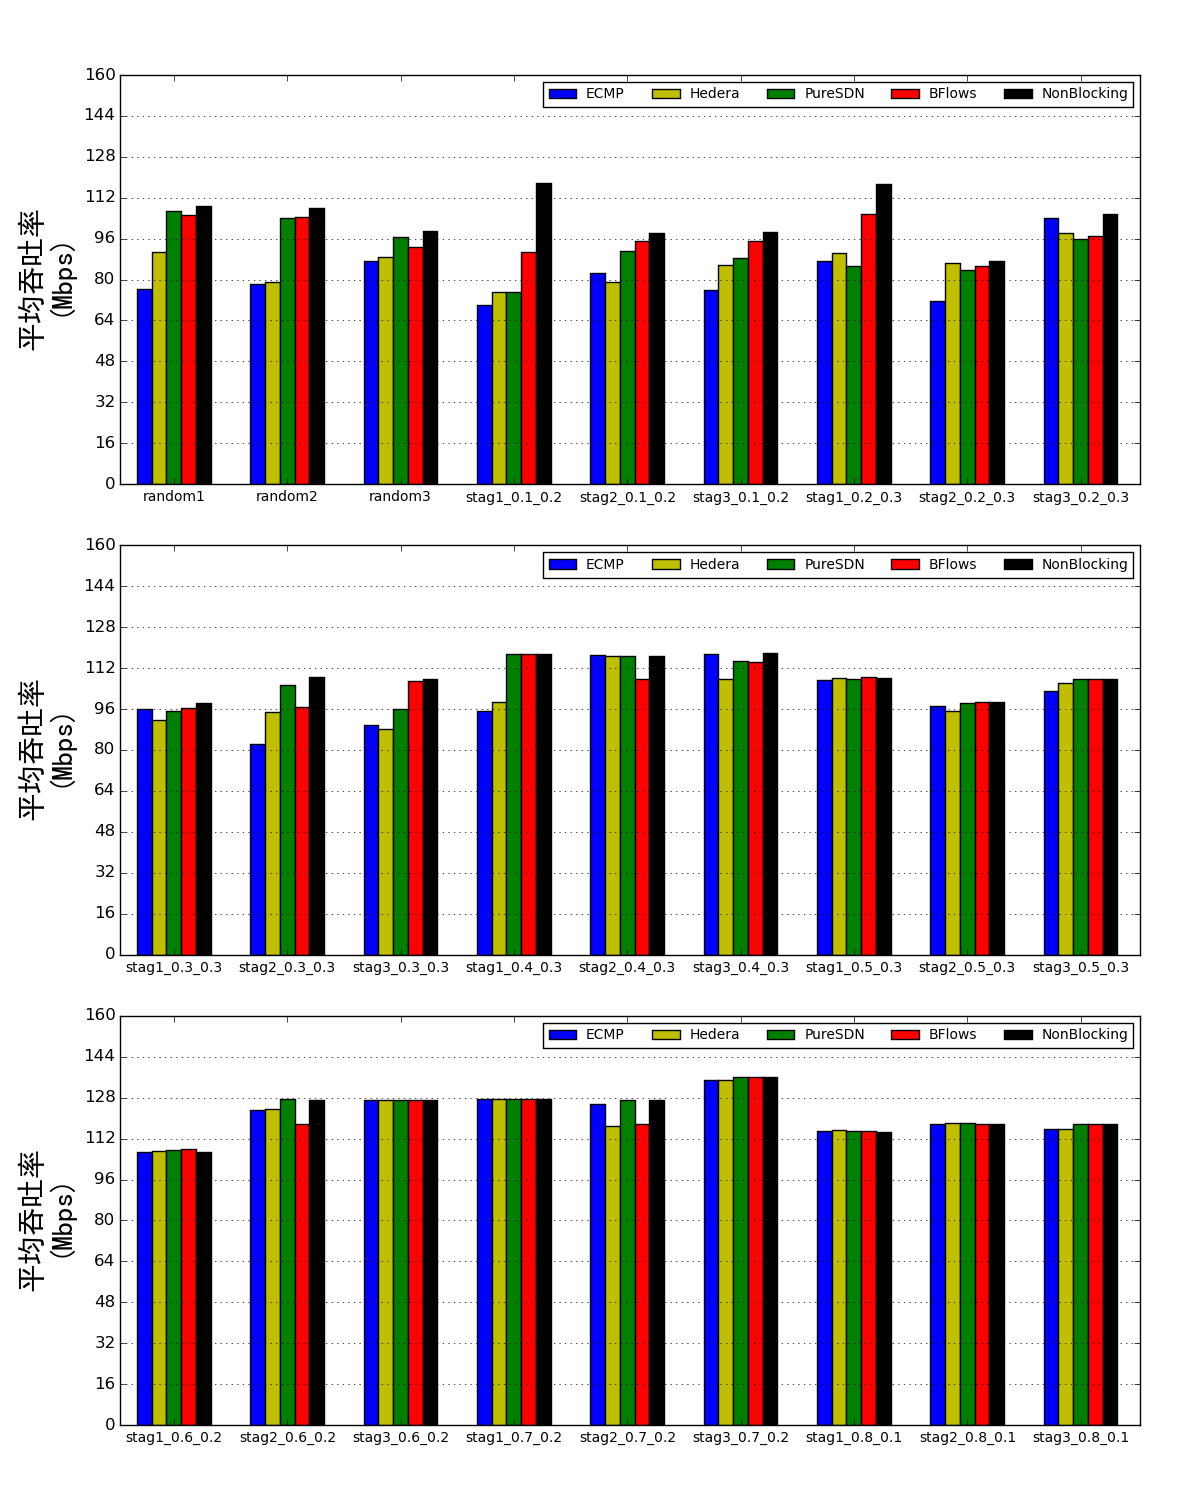 160
144
128
112
96
80
64
48
32
16
0
平均吞吐率
(Mbps)
ECMP Hedera PureSDN BFlows NonBlocking
random1 random2 random3 stag1_0.1_0.2 stag2_0.1_0.2 stag3_0.1_0.2 stag1_0.2_0.3 stag2_0.2_0.3 stag3_0.2_0.3
160
144
128
112
96
80
64
48
32
16
0
平均吞吐率
(Mbps)
ECMP Hedera PureSDN BFlows NonBlocking
stag1_0.3_0.3 stag2_0.3_0.3 stag3_0.3_0.3 stag1_0.4_0.3 stag2_0.4_0.3 stag3_0.4_0.3 stag1_0.5_0.3 stag2_0.5_0.3 stag3_0.5_0.3
160
144
128
112
96
80
64
48
32
16
0
平均吞吐率
(Mbps)
ECMP Hedera PureSDN BFlows NonBlocking
stag1_0.6_0.2 stag2_0.6_0.2 stag3_0.6_0.2 stag1_0.7_0.2 stag2_0.7_0.2 stag3_0.7_0.2 stag1_0.8_0.1 stag2_0.8_0.1 stag3_0.8_0.1